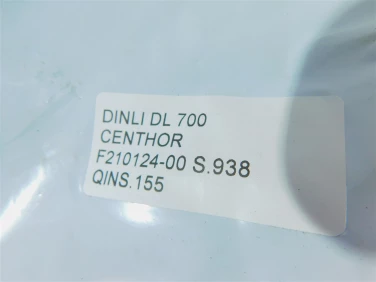 DINLI DL 700
CENTHOR
F210124-00 S.938
QINS.155